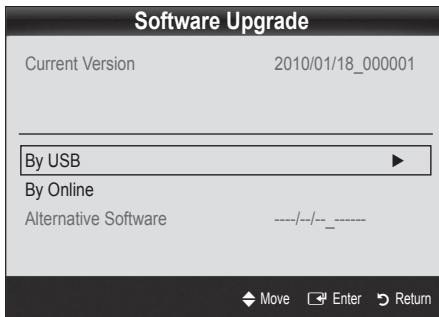 Software Upgrade
Current Version 2010/01/18_000001
By USB ►
By Online
Alternative Software ----/--/--_------
Move Enter Return